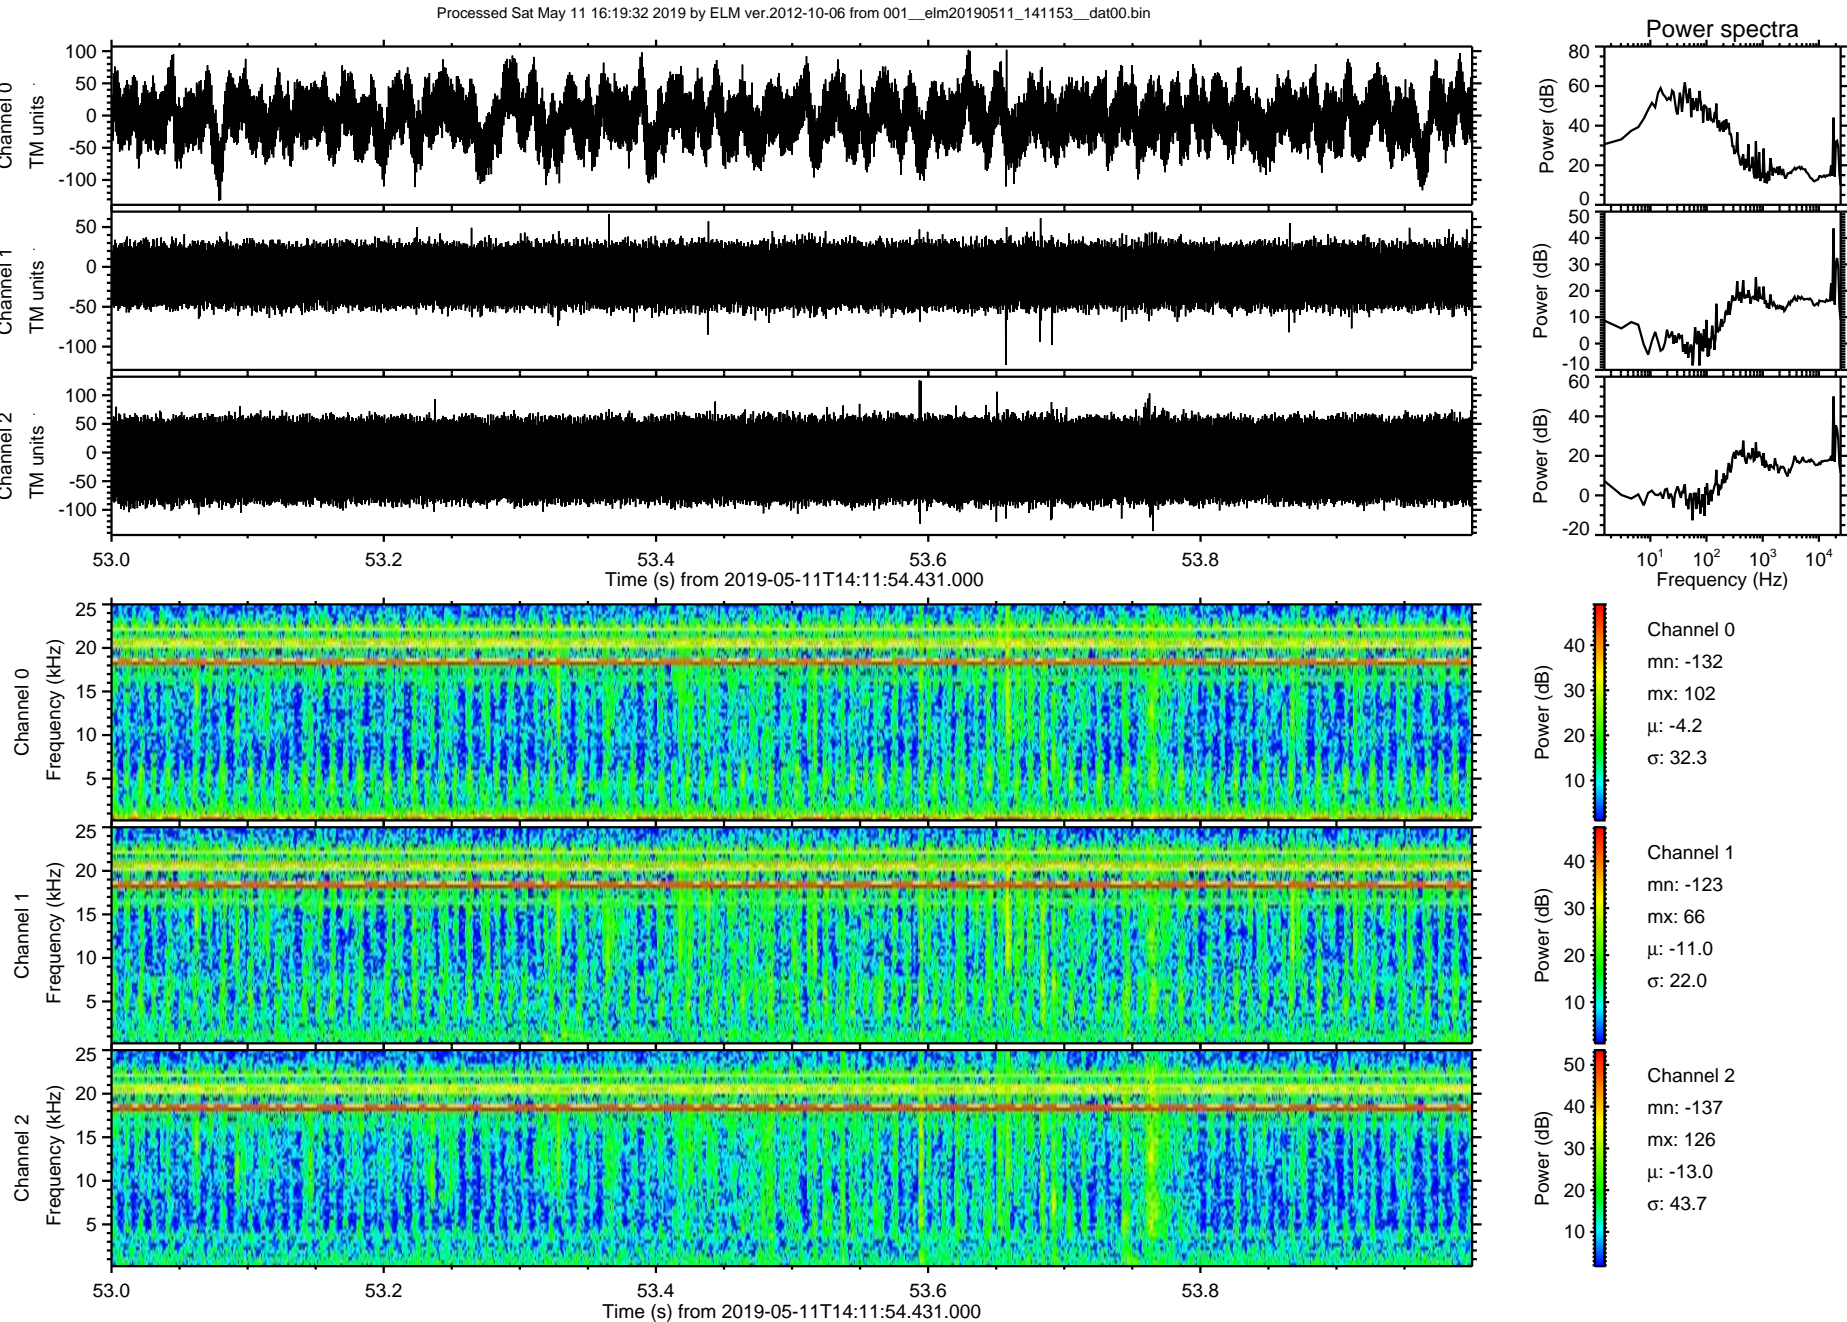 Processed Sat May 11 16:19:32 2019 by ELM ver.2012-10-06 from 001__elm20190511_141153__dat00.bin
Power spectra
Channel 0
TM units
100
50
0
-50
-100
Power (dB)
80
60
40
20
0
Channel 1
TM units
50
0
-50
-100
Power (dB)
50
40
30
20
10
0
-10
Channel 2
TM units
100
50
0
-50
-100
Power (dB)
60
40
20
0
-20
53.0 53.2 53.4 53.6 53.8
Time (s) from 2019-05-11T14:11:54.431.000
10^1 10^2 10^3 10^4
Frequency (Hz)
Channel 0
Frequency (kHz)
25
20
15
10
5
Power (dB)
40
30
20
10
Channel 0
mn: -132
mx: 102
μ: -4.2
σ: 32.3
Channel 1
Frequency (kHz)
25
20
15
10
5
Power (dB)
40
30
20
10
Channel 1
mn: -123
mx: 66
μ: -11.0
σ: 22.0
Channel 2
Frequency (kHz)
25
20
15
10
5
Power (dB)
50
40
30
20
10
Channel 2
mn: -137
mx: 126
μ: -13.0
σ: 43.7
53.0 53.2 53.4 53.6 53.8
Time (s) from 2019-05-11T14:11:54.431.000